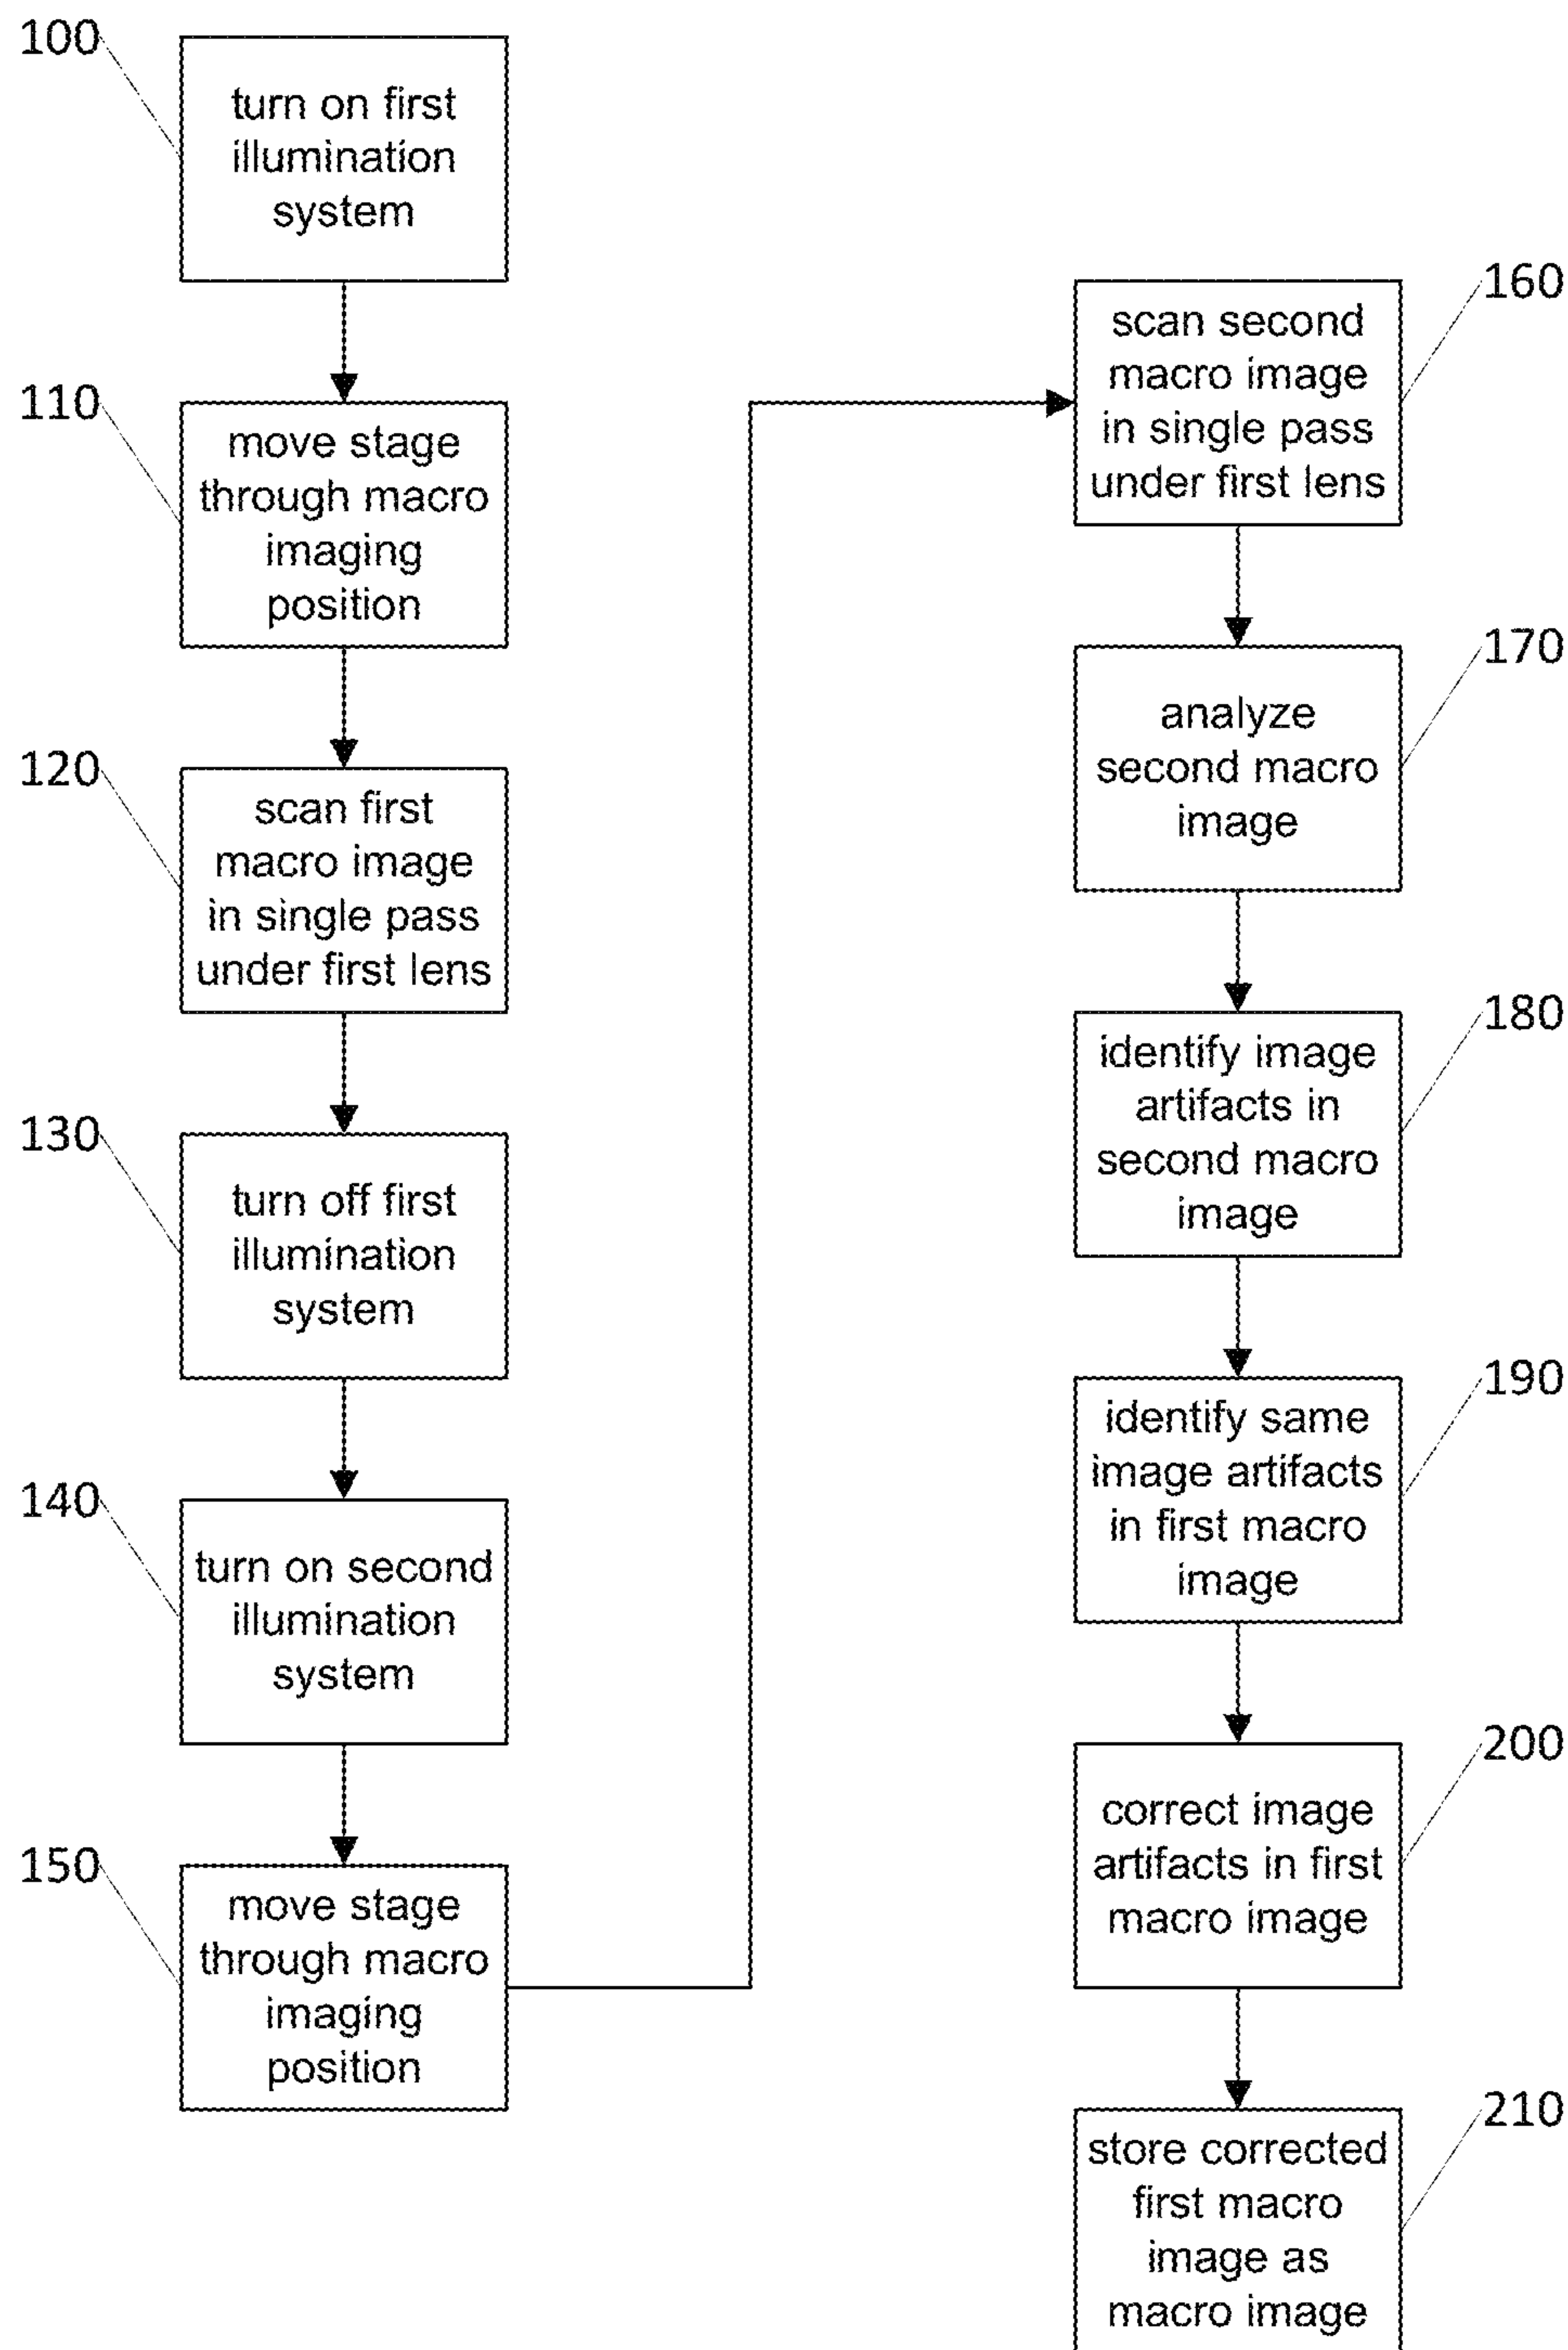 100
turn on first
illumination
system
110
move stage
through macro
imaging
position
120
scan first
macro image
in single pass
under first lens
130
turn off first
illumination
system
140
turn on second
illumination
system
150
move stage
through macro
imaging
position
160
scan second
macro image
in single pass
under first lens
170
analyze
second macro
image
180
identify image
artifacts in
second macro
image
190
identify same
image artifacts
in first macro
image
200
correct image
artifacts in first
macro image
210
store corrected
first macro
image as
macro image